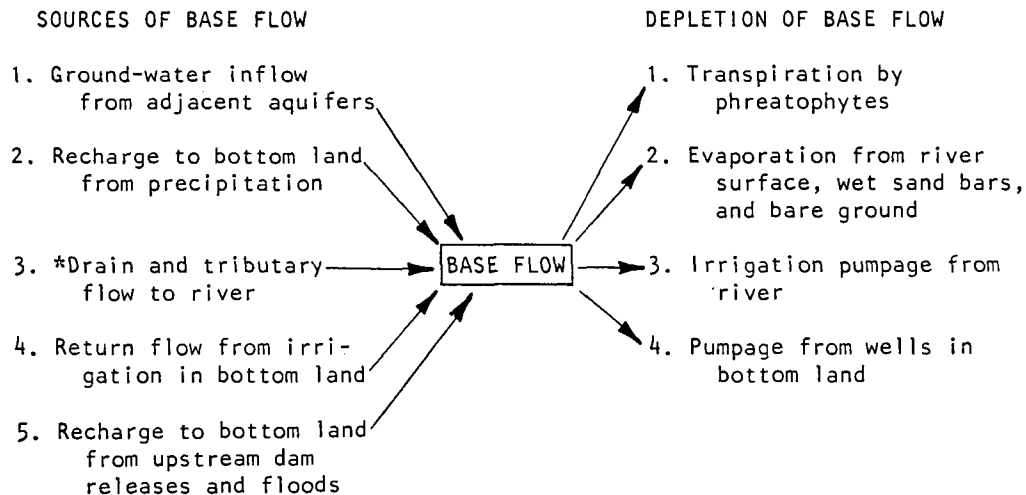 SOURCES OF BASE FLOW
1. Ground-water inflow
from adjacent aquifers
2. Recharge to bottom land
from precipitation
3. *Drain and tributary
flow to river
4. Return flow from irri-
gation in bottom land
5. Recharge to bottom land
from upstream dam
releases and floods
BASE FLOW
DEPLETION OF BASE FLOW
1. Transpiration by
phreatophytes
2. Evaporation from river
surface, wet sand bars,
and bare ground
3. Irrigation pumpage from
river
4. Pumpage from wells in
bottom land